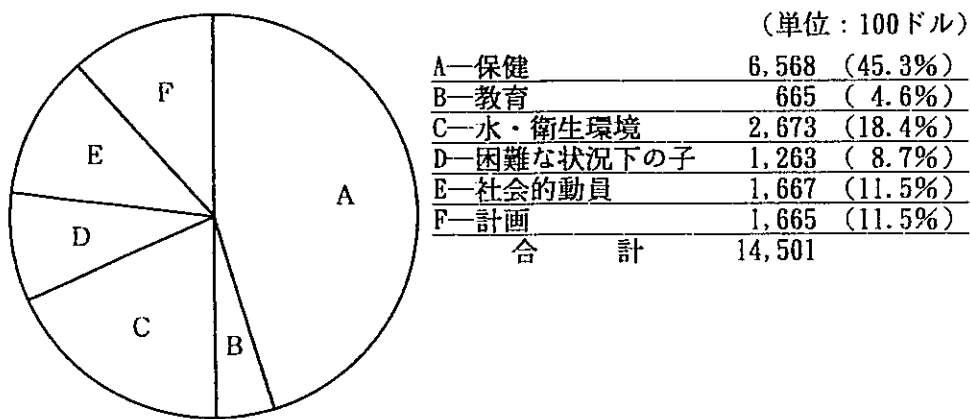 (単位：100ドル)
A―保健 6,568 (45.3%)
B―教育 665 ( 4.6%)
C―水・衛生環境 2,673 (18.4%)
D―困難な状況下の子 1,263 ( 8.7%)
E―社会的動員 1,667 (11.5%)
F―計画 1,665 (11.5%)
合 計 14,501
F
E
A
D
C
B